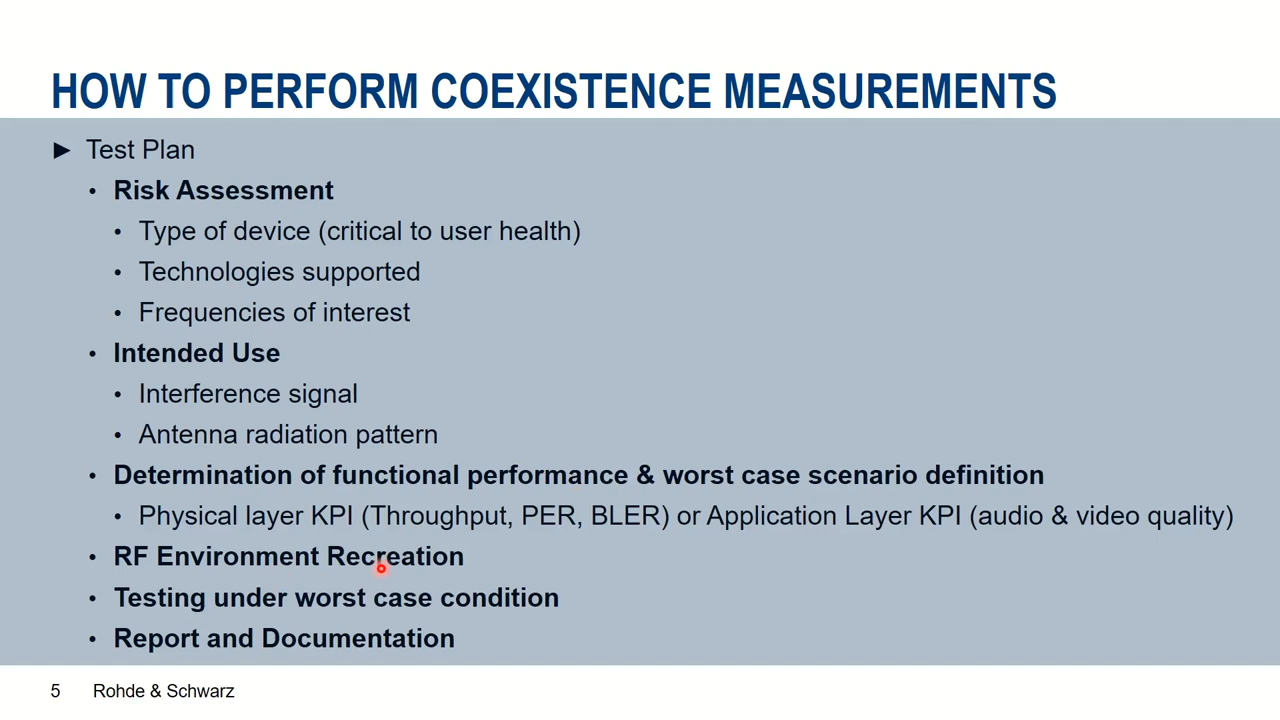 HOW TO PERFORM COEXISTENCE MEASUREMENTS
► Test Plan
• Risk Assessment
• Type of device (critical to user health)
• Technologies supported
• Frequencies of interest
• Intended Use
• Interference signal
• Antenna radiation pattern
• Determination of functional performance & worst case scenario definition
• Physical layer KPI (Throughput, PER, BLER) or Application Layer KPI (audio & video quality)
• RF Environment Recreation
• Testing under worst case condition
• Report and Documentation
5 Rohde & Schwarz